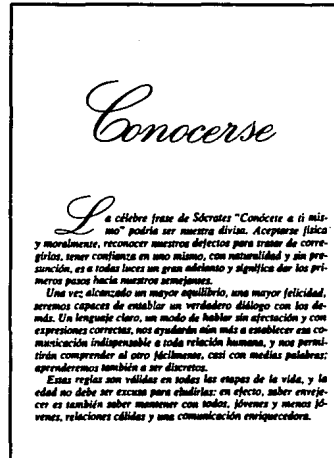 Conocerse
La célebre frase de Sócrates "Conócete a ti mis-
mo" podría ser nuestra divisa. Aceptarse física
y moralmente, reconocer nuestros defectos para tratar de corre-
girlos, tener confianza en uno mismo, con naturalidad y sin pre-
sunción, es a todas luces un gran adelanto y significa dar los pri-
meros pasos hacia nuestros semejantes.
Una vez alcanzado un mayor equilibrio, una mayor felicidad,
seremos capaces de entablar un verdadero diálogo con los de-
más. Un lenguaje claro, un modo de hablar sin afectación y con
expresiones correctas, nos ayudarán aún más a establecer esa co-
municación indispensable a toda relación humana, y nos permi-
tirán comprender al otro fácilmente, casi con medias palabras;
aprenderemos también a ser discretos.
Estas reglas son válidas en todas las etapas de la vida, y la
edad no debe ser excusa para eludirlas; en efecto, saber enveje-
cer es también saber mantener con todos, jóvenes y menos jó-
venes, relaciones cálidas y una comunicación enriquecedora.